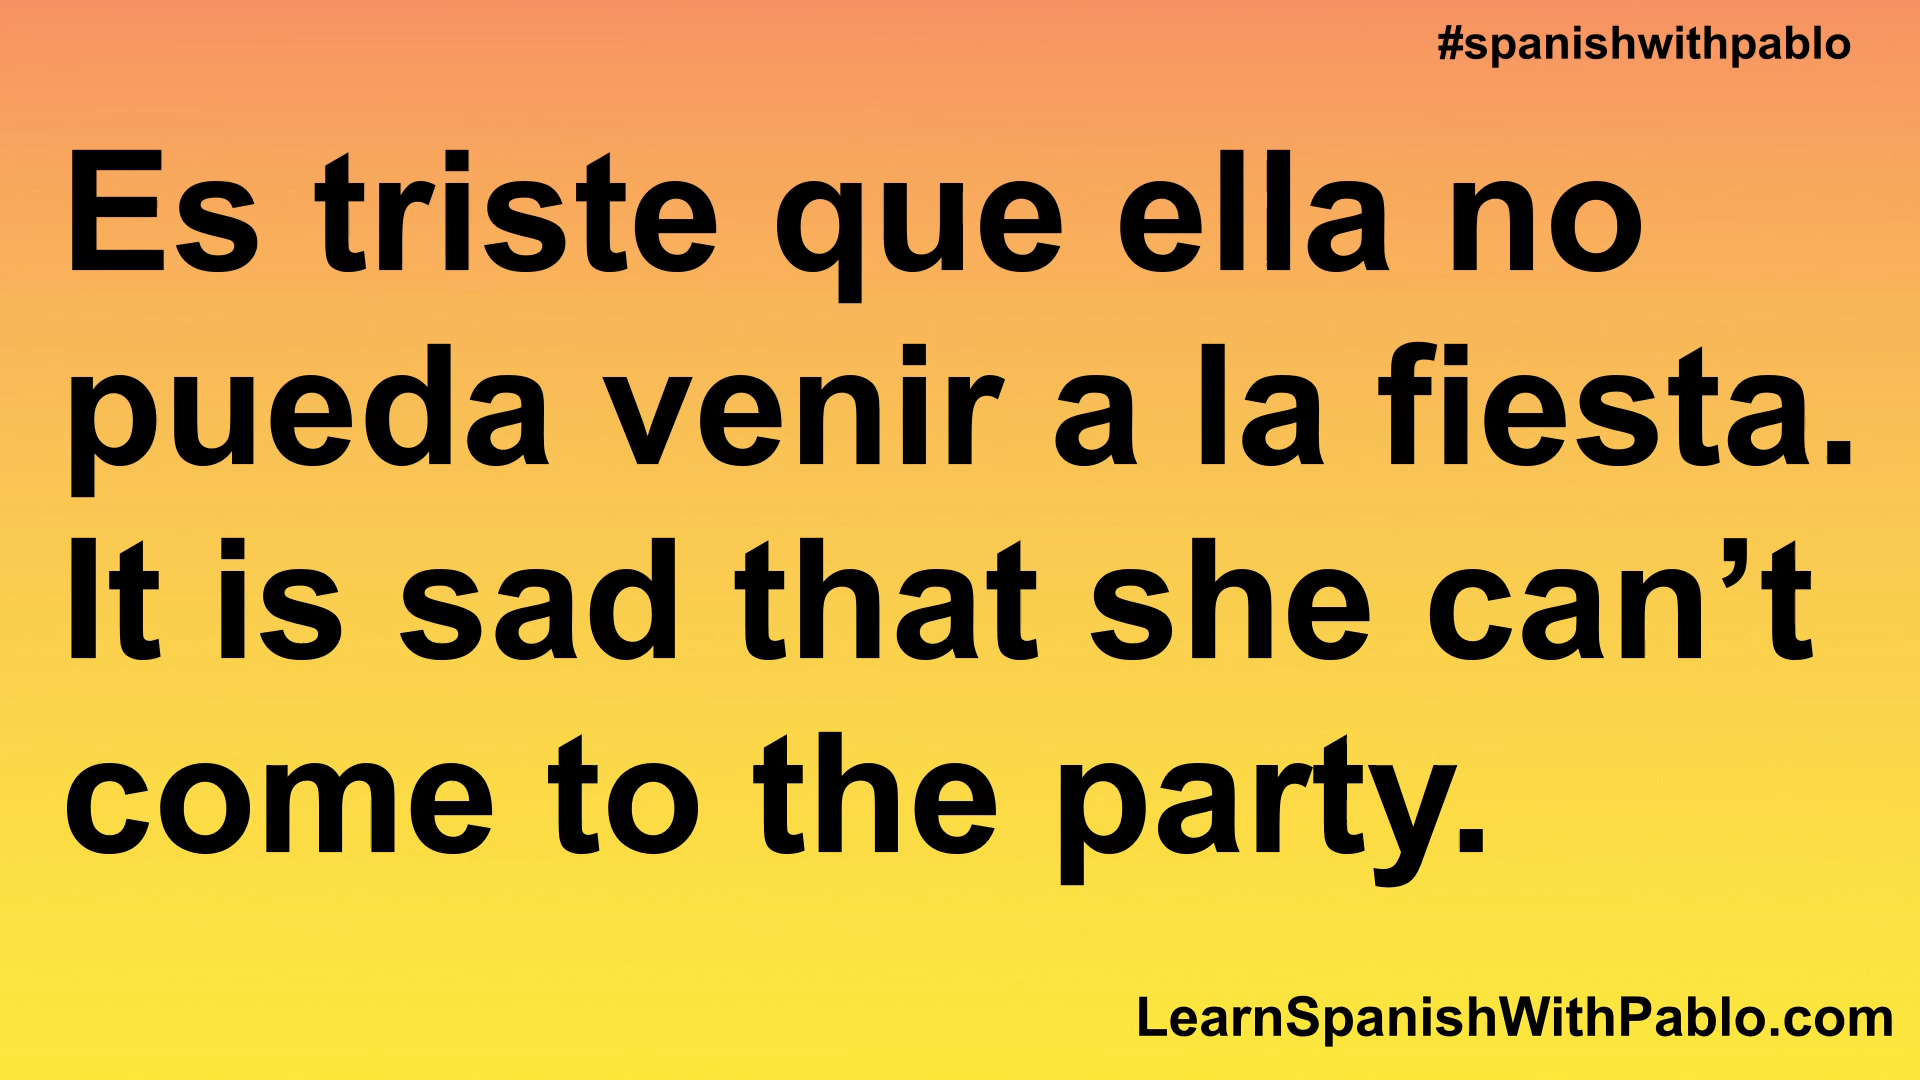 #spanishwithpablo
Es triste que ella no
pueda venir a la fiesta.
It is sad that she can’t
come to the party.
LearnSpanishWithPablo.com